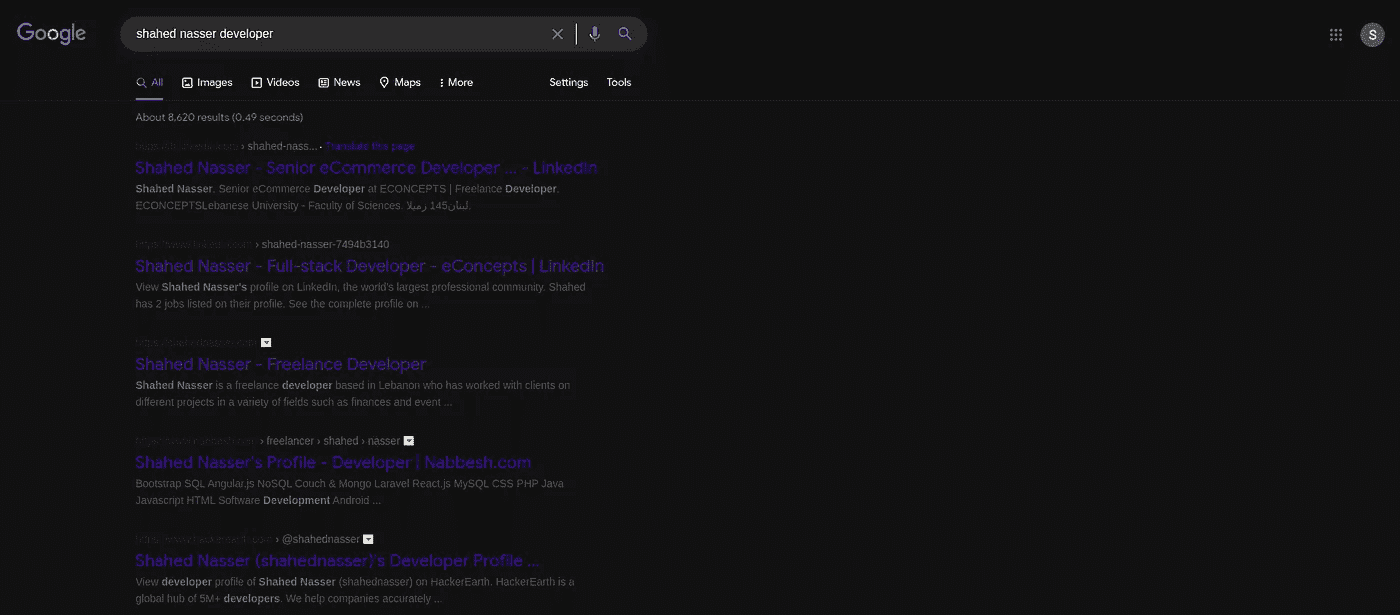 Google
shahed nasser developer
S
All Images Videos News Maps More Settings Tools
About 8,620 results (0.49 seconds)
› shahed-nass... · Translate this page
Shahed Nasser - Senior eCommerce Developer ... - LinkedIn
Shahed Nasser. Senior eCommerce Developer at ECONCEPTS | Freelance Developer.
ECONCEPTSLebanese University - Faculty of Sciences. لبنان145 زميلا.
› shahed-nasser-7494b3140
Shahed Nasser - Full-stack Developer - eConcepts | LinkedIn
View Shahed Nasser's profile on LinkedIn, the world's largest professional community. Shahed
has 2 jobs listed on their profile. See the complete profile on ...
Shahed Nasser - Freelance Developer
Shahed Nasser is a freelance developer based in Lebanon who has worked with clients on
different projects in a variety of fields such as finances and event ...
› freelancer › shahed › nasser
Shahed Nasser's Profile - Developer | Nabbesh.com
Bootstrap SQL Angular.js NoSQL Couch & Mongo Laravel React.js MySQL CSS PHP Java
Javascript HTML Software Development Android ...
› @shahednasser
Shahed Nasser (shahednasser)'s Developer Profile ...
View developer profile of Shahed Nasser (shahednasser) on HackerEarth. HackerEarth is a
global hub of 5M+ developers. We help companies accurately ...